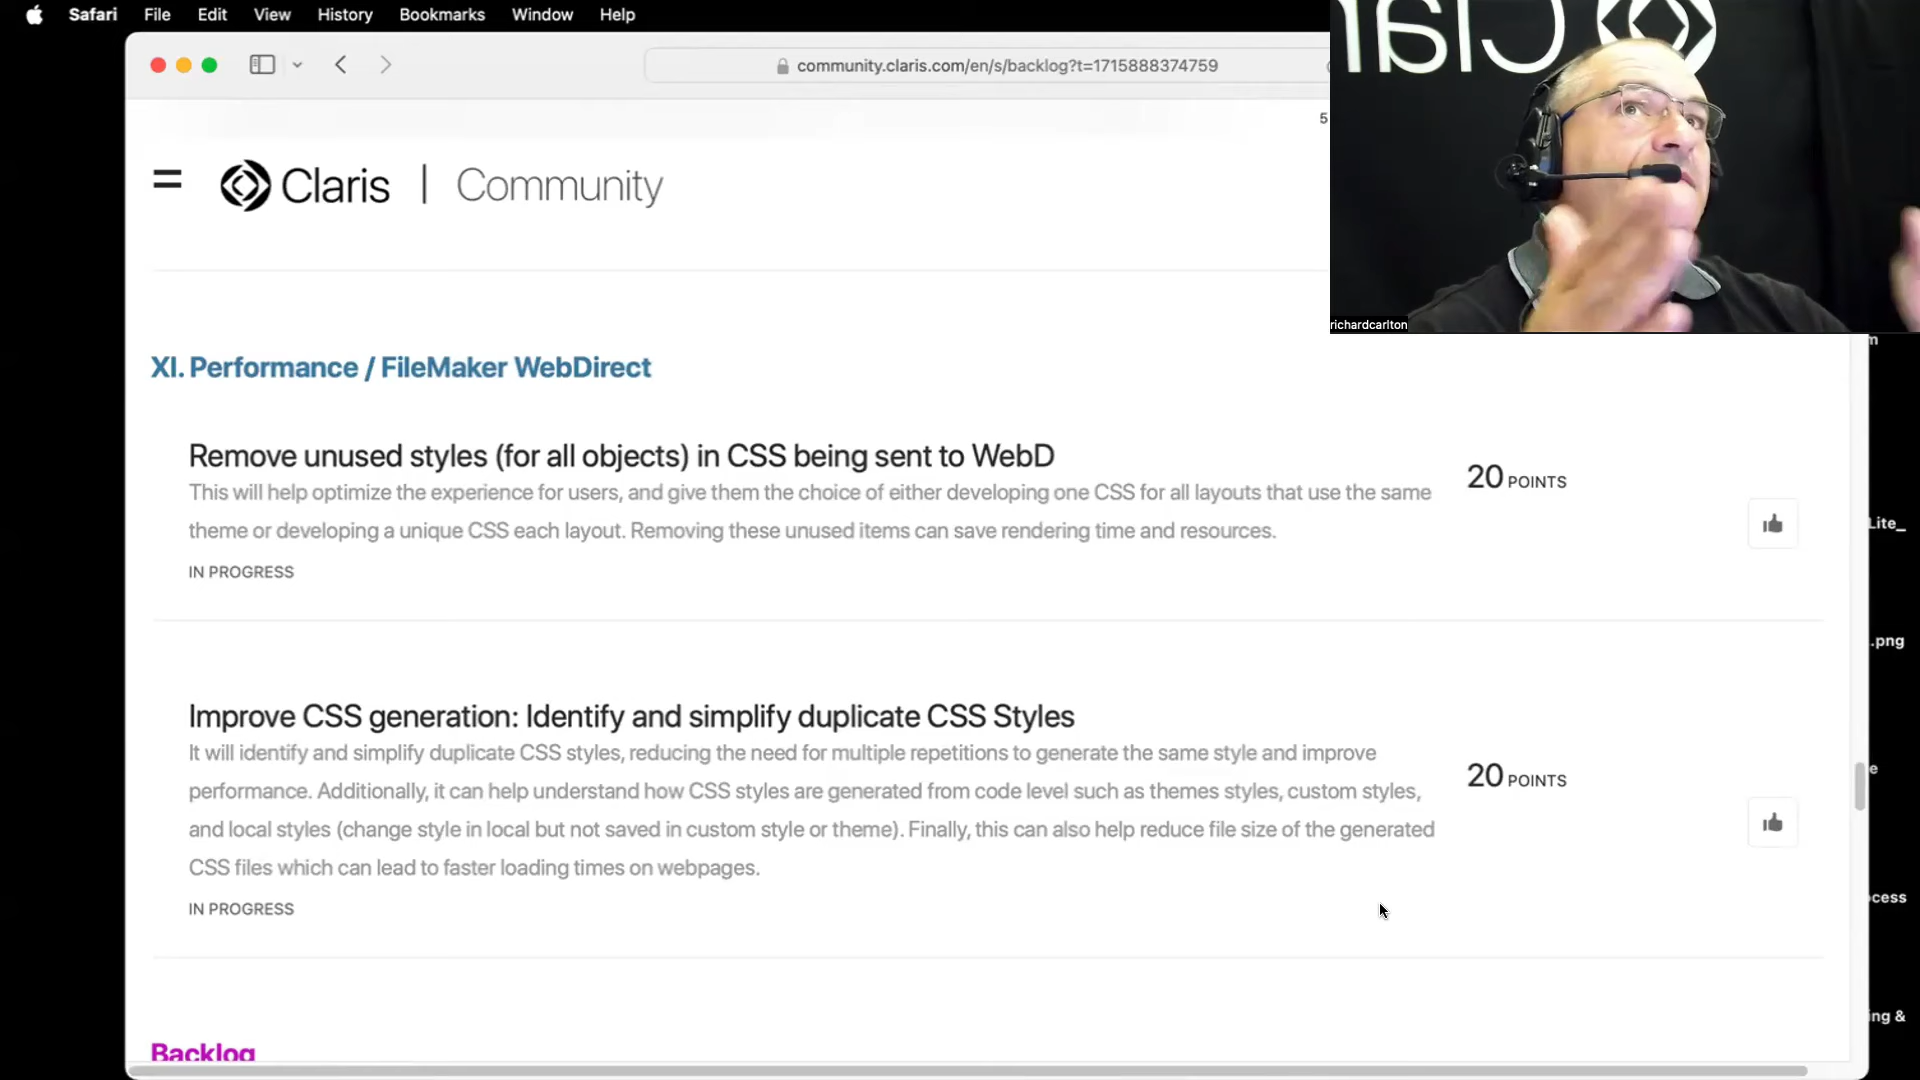 Safari File Edit View History Bookmarks Window Help
community.claris.com/en/s/backlog?t=1715888374759
5
Claris | Community
Clar
richardcarlton
XI. Performance / FileMaker WebDirect
Remove unused styles (for all objects) in CSS being sent to WebD
This will help optimize the experience for users, and give them the choice of either developing one CSS for all layouts that use the same
theme or developing a unique CSS each layout. Removing these unused items can save rendering time and resources.
IN PROGRESS
20 POINTS
Lite_
.png
Improve CSS generation: Identify and simplify duplicate CSS Styles
It will identify and simplify duplicate CSS styles, reducing the need for multiple repetitions to generate the same style and improve
performance. Additionally, it can help understand how CSS styles are generated from code level such as themes styles, custom styles,
and local styles (change style in local but not saved in custom style or theme). Finally, this can also help reduce file size of the generated
CSS files which can lead to faster loading times on webpages.
IN PROGRESS
20 POINTS
e
cess
ing &
Backlog